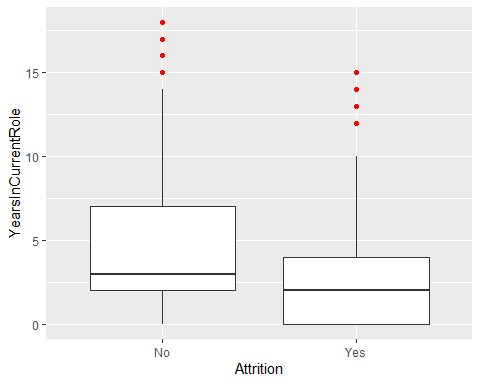 YearsInCurrentRole
15
10
5
0
No
Yes
Attrition